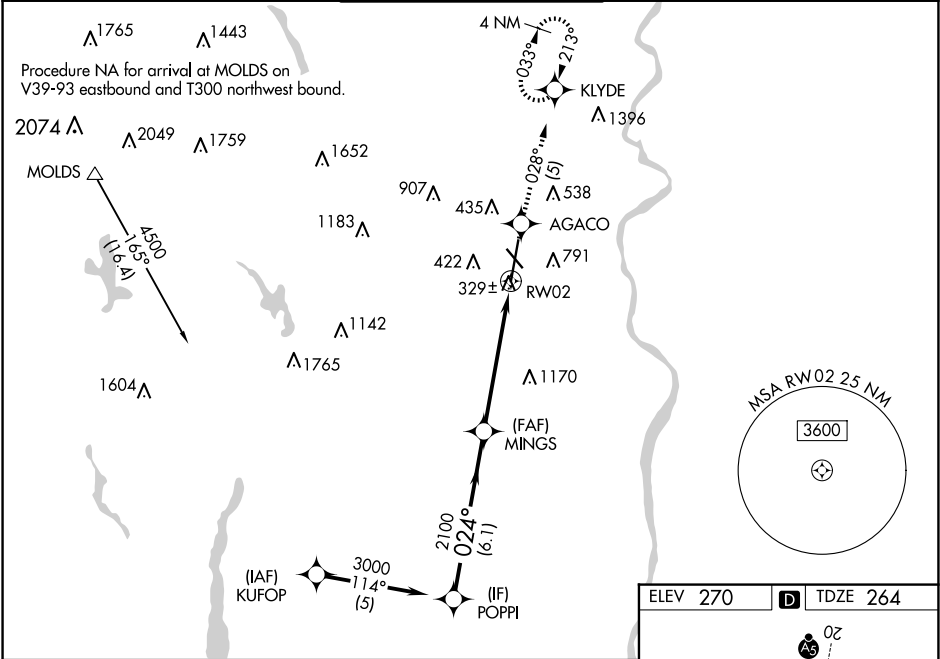 1765
1443
Procedure NA for arrival at MOLDS on
V39-93 eastbound and T300 northwest bound.
4 NM
033°
213°
KLYDE
1396
2074
2049
1759
1652
MOLDS
028°
(5)
907
435
538
AGACO
1183
4500
165°
(16.4)
422
791
329±
RW02
1142
1765
1170
1604
MSA RW02 25 NM
3600
(FAF)
MINGS
2100
024°
(6.1)
(IAF)
KUFOP
3000
114°
(5)
(IF)
POPPI
ELEV 270
D
TDZE 264
A5
20